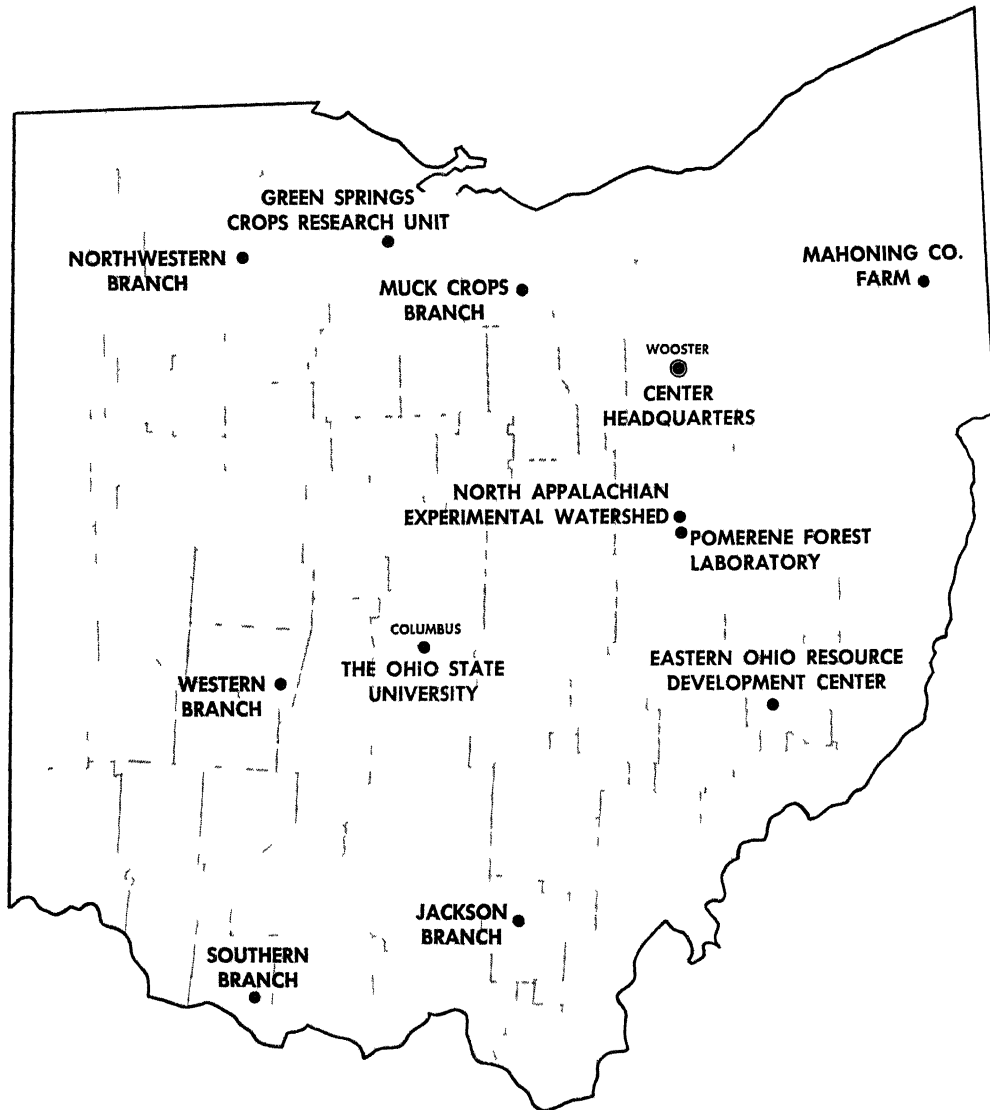 GREEN SPRINGS
CROPS RESEARCH UNIT
NORTHWESTERN
BRANCH
MAHONING CO.
FARM
MUCK CROPS
BRANCH
WOOSTER
CENTER
HEADQUARTERS
NORTH APPALACHIAN
EXPERIMENTAL WATERSHED
POMERENE FOREST
LABORATORY
COLUMBUS
THE OHIO STATE
UNIVERSITY
EASTERN OHIO RESOURCE
DEVELOPMENT CENTER
WESTERN
BRANCH
JACKSON
BRANCH
SOUTHERN
BRANCH